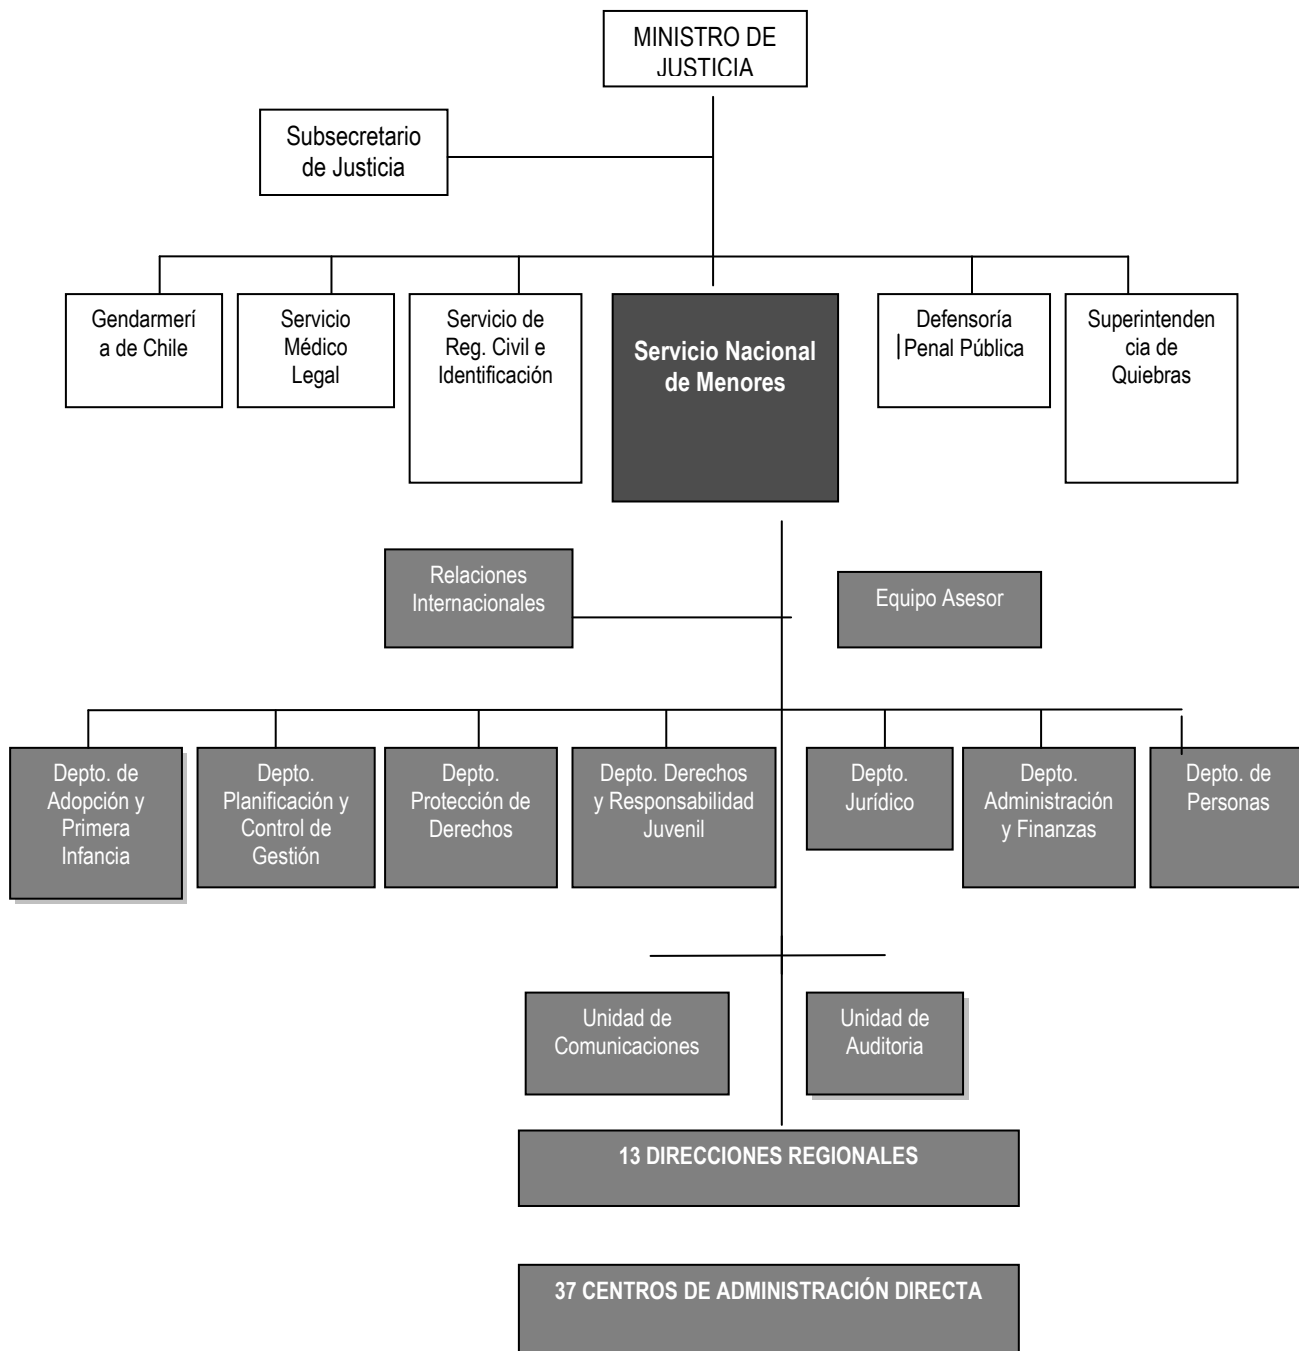 MINISTRO DE
JUSTICIA
Subsecretario
de Justicia
Gendarmerí
a de Chile
Servicio
Médico
Legal
Servicio de
Reg. Civil e
Identificación
Servicio Nacional
de Menores
Defensoría
Penal Pública
Superintenden
cia de
Quiebras
Relaciones
Internacionales
Equipo Asesor
Depto. de
Adopción y
Primera
Infancia
Depto.
Planificación y
Control de
Gestión
Depto.
Protección de
Derechos
Depto. Derechos
y Responsabilidad
Juvenil
Depto.
Jurídico
Depto.
Administración
y Finanzas
Depto. de
Personas
Unidad de
Comunicaciones
Unidad de
Auditoria
13 DIRECCIONES REGIONALES
37 CENTROS DE ADMINISTRACIÓN DIRECTA